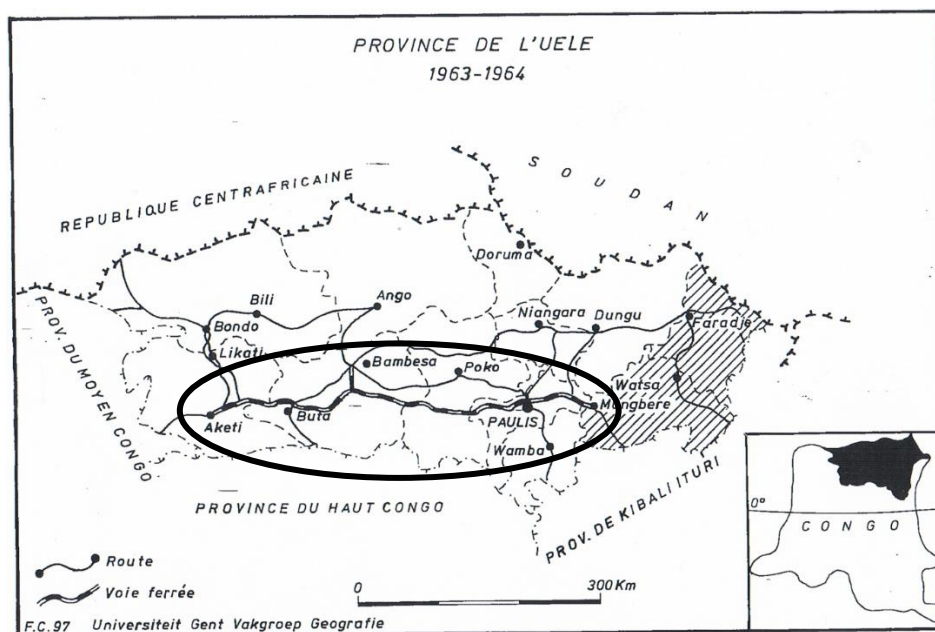 PROVINCE DE L'UELE
1963-1964
SOUDAN
REPUBLIQUE CENTRAFRICAINE
Doruma
Ango
Bili
Bondo
Niangara
Dungu
Faradje
Likati
PROV. DU MOYEN CONGO
Bambesa
Poko
Watsa
Mungbere
Aketi
Buta
PAULIS
Wamba
PROVINCE DU HAUT CONGO
PROV. DE KIBALI ITURI
0°
CONGO
Route
Voie ferrée
0
300 Km
F.C.97 Universiteit Gent Vakgroep Geografie